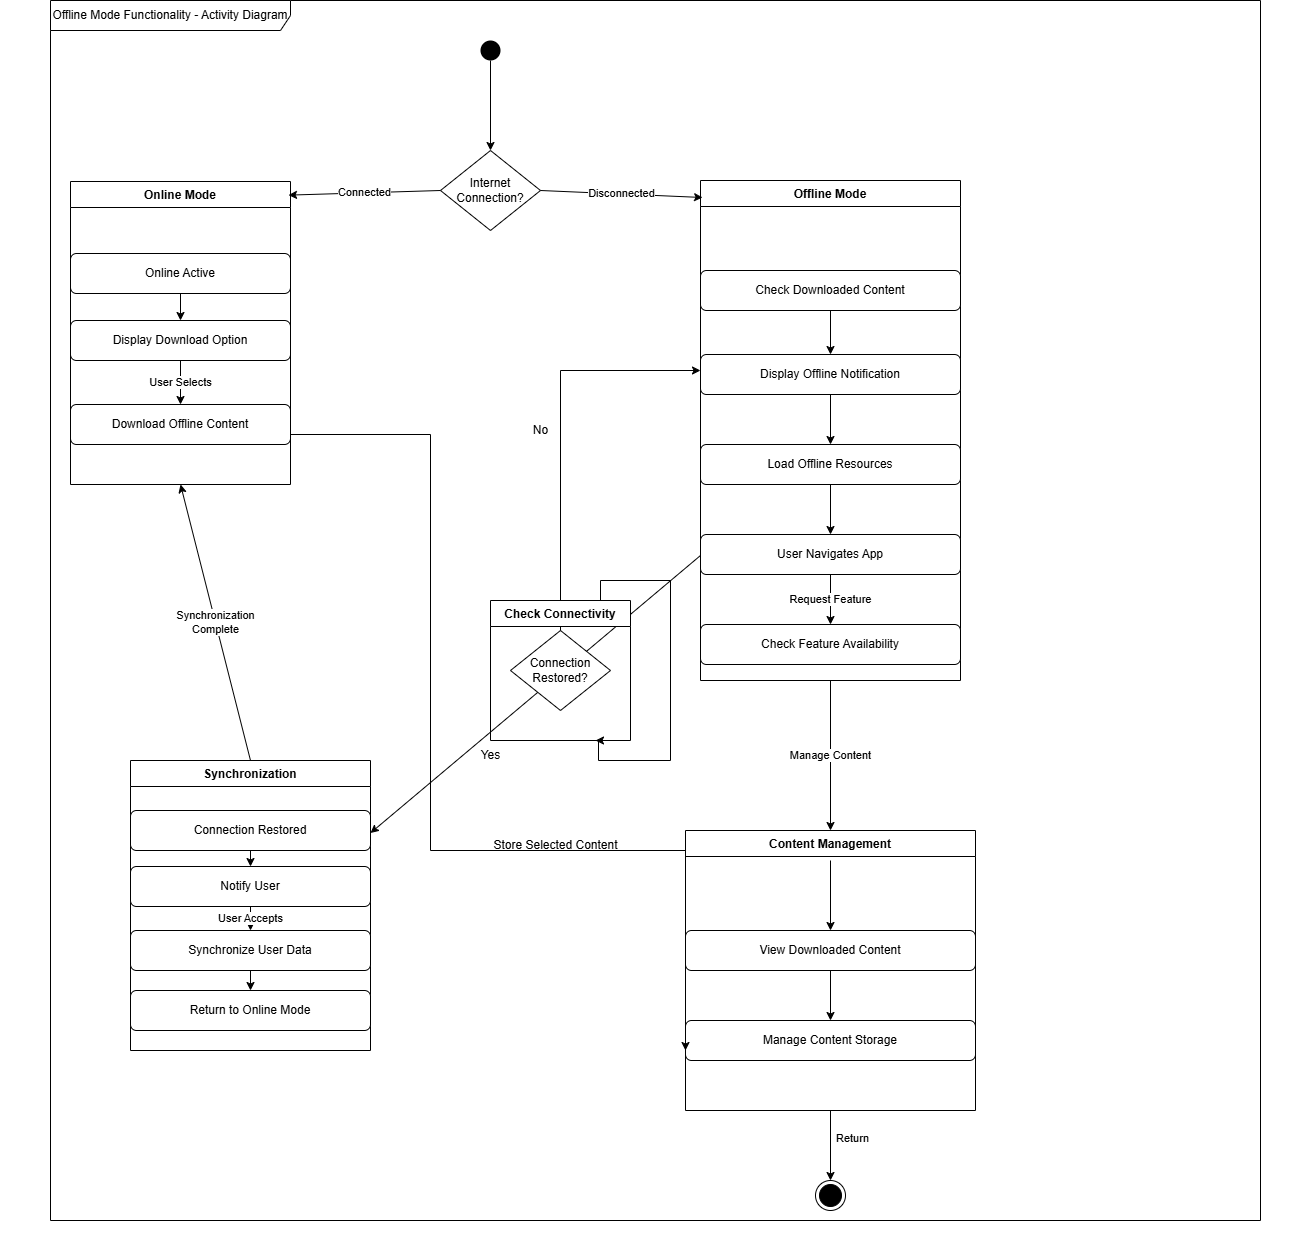 Offline Mode Functionality - Activity Diagram
Internet
Connection?
Connected
Disconnected
Online Mode
Online Active
Display Download Option
User Selects
Download Offline Content
Offline Mode
Check Downloaded Content
Display Offline Notification
Load Offline Resources
User Navigates App
Request Feature
Check Feature Availability
No
Check Connectivity
Connection
Restored?
Yes
Synchronization
Complete
Manage Content
Synchronization
Connection Restored
Notify User
User Accepts
Synchronize User Data
Return to Online Mode
Store Selected Content
Content Management
View Downloaded Content
Manage Content Storage
Return